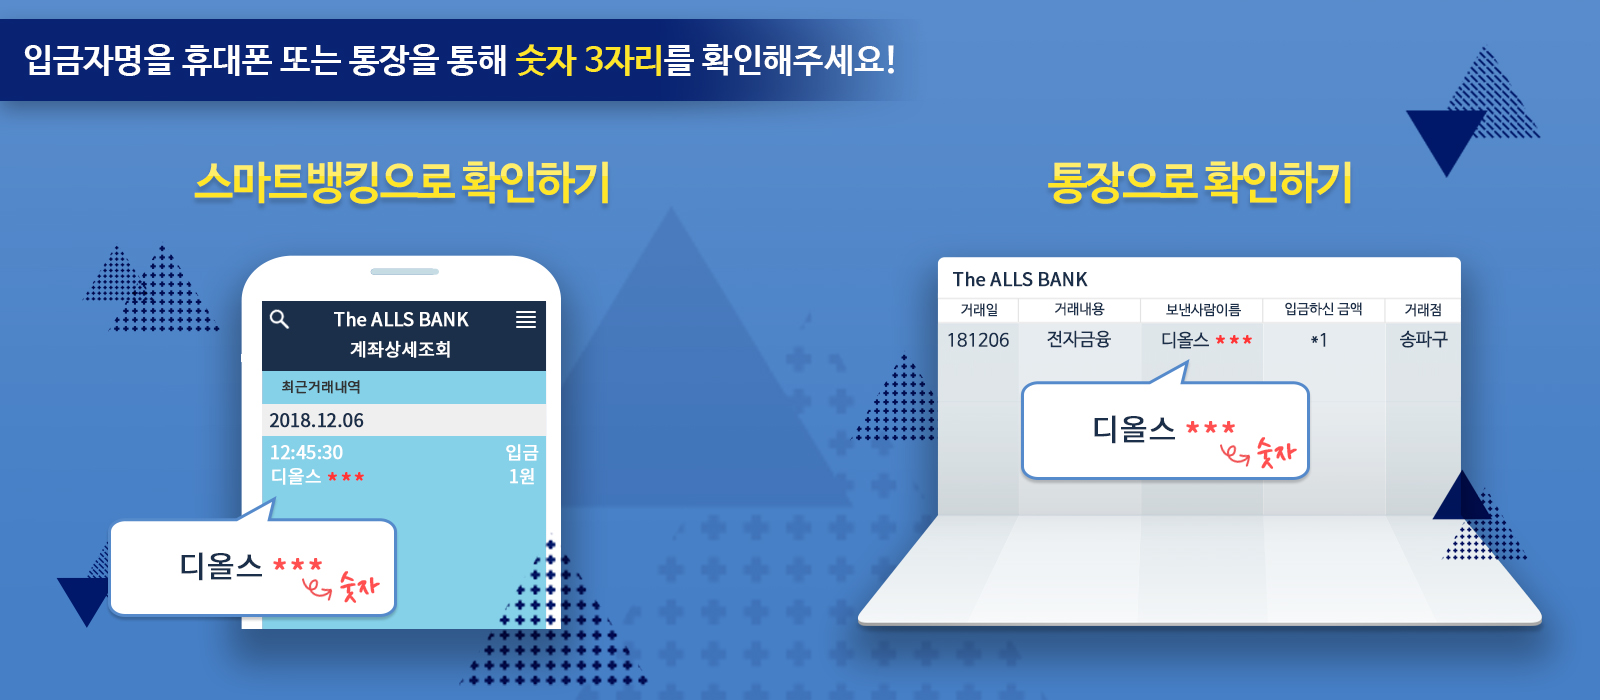 입금자명을 휴대폰 또는 통장을 통해 숫자 3자리를 확인해주세요!
스마트뱅킹으로 확인하기
The ALLS BANK
계좌상세조회
최근거래내역
2018.12.06
12:45:30 입금
디올스 *** 1원
디올스 ***
숫자
통장으로 확인하기
The ALLS BANK
거래일 거래내용 보낸사람이름 입금하신 금액 거래점
181206 전자금융 디올스 *** *1 송파구
디올스 ***
숫자